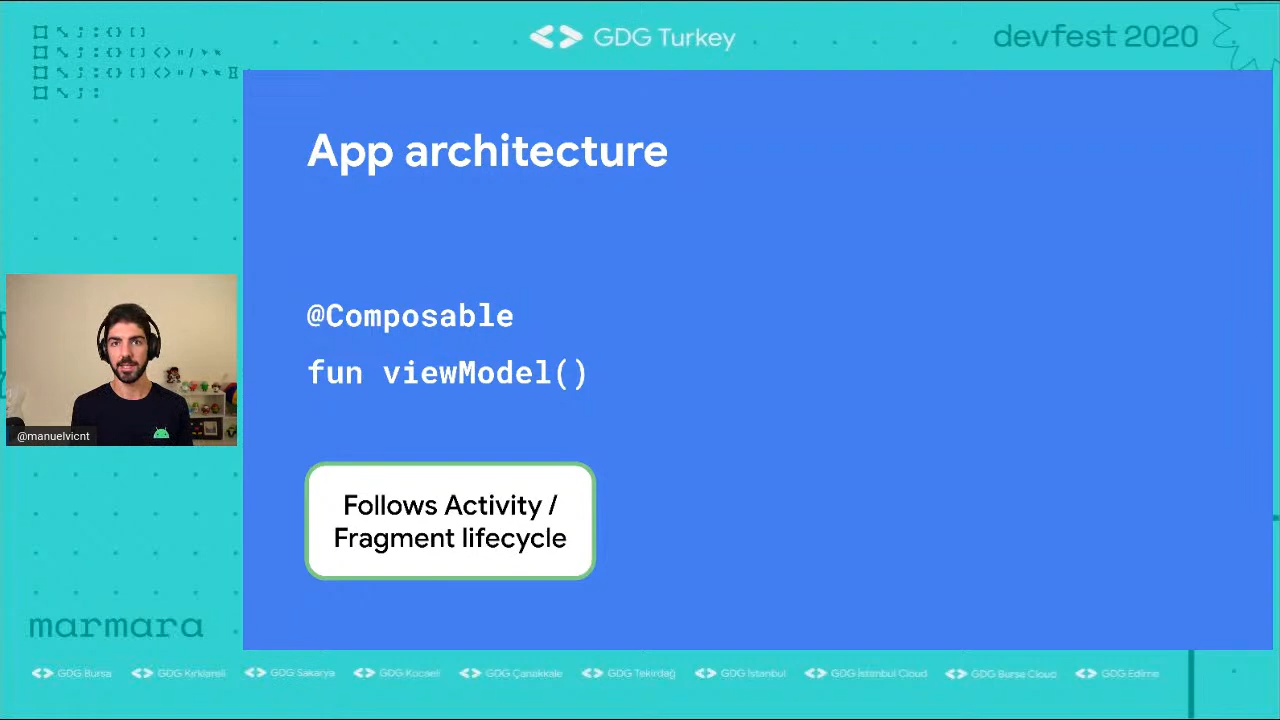 GDG Turkey
devfest 2020
App architecture
@Composable
fun viewModel()
@manuelvicnt
Follows Activity /
Fragment lifecycle
marmara
GDG Bursa GDG Kırklareli GDG Sakarya GDG Kocaeli GDG Çanakkale GDG Tekirdağ GDG İstanbul GDG İstanbul Cloud GDG Bursa Cloud GDG Edirne